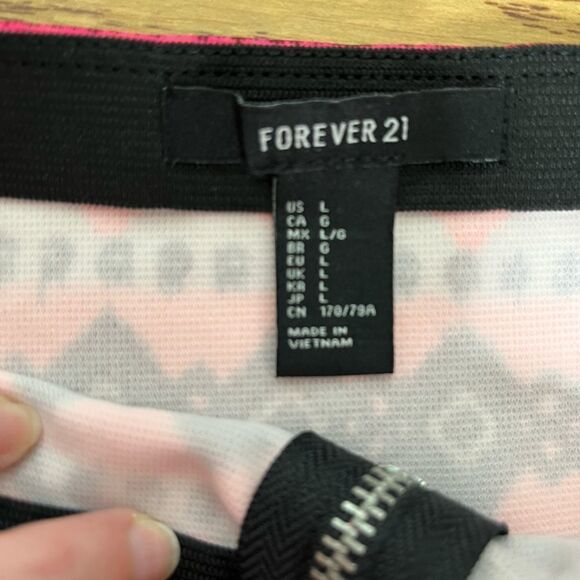 FOREVER 21
US L
CA G
MX L/G
BR G
EU L
UK L
KR L
JP L
CN 170/79A
MADE IN
VIETNAM